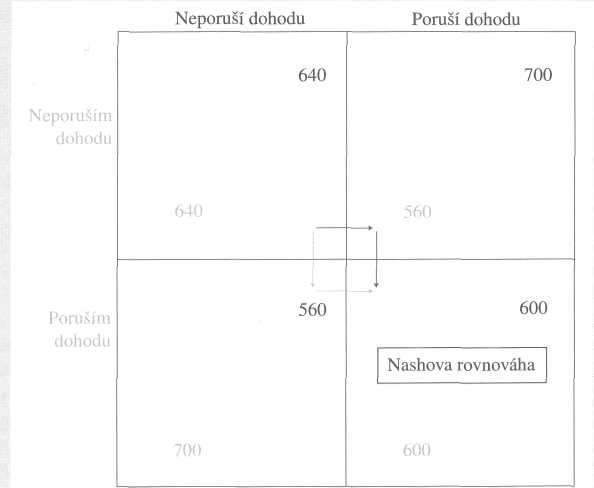 Neporuší dohodu Poruší dohodu
640 700
Neporuším
dohodu
640 560
560 600
Poruším
dohodu
Nashova rovnováha
700 600